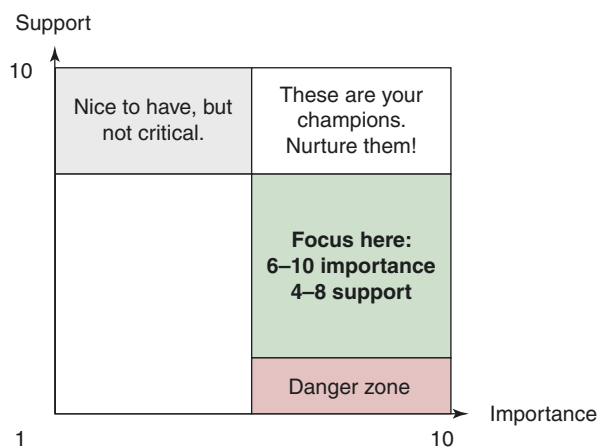 Support
10
Nice to have, but
not critical.
These are your
champions.
Nurture them!
Focus here:
6–10 importance
4–8 support
Danger zone
Importance
1
10